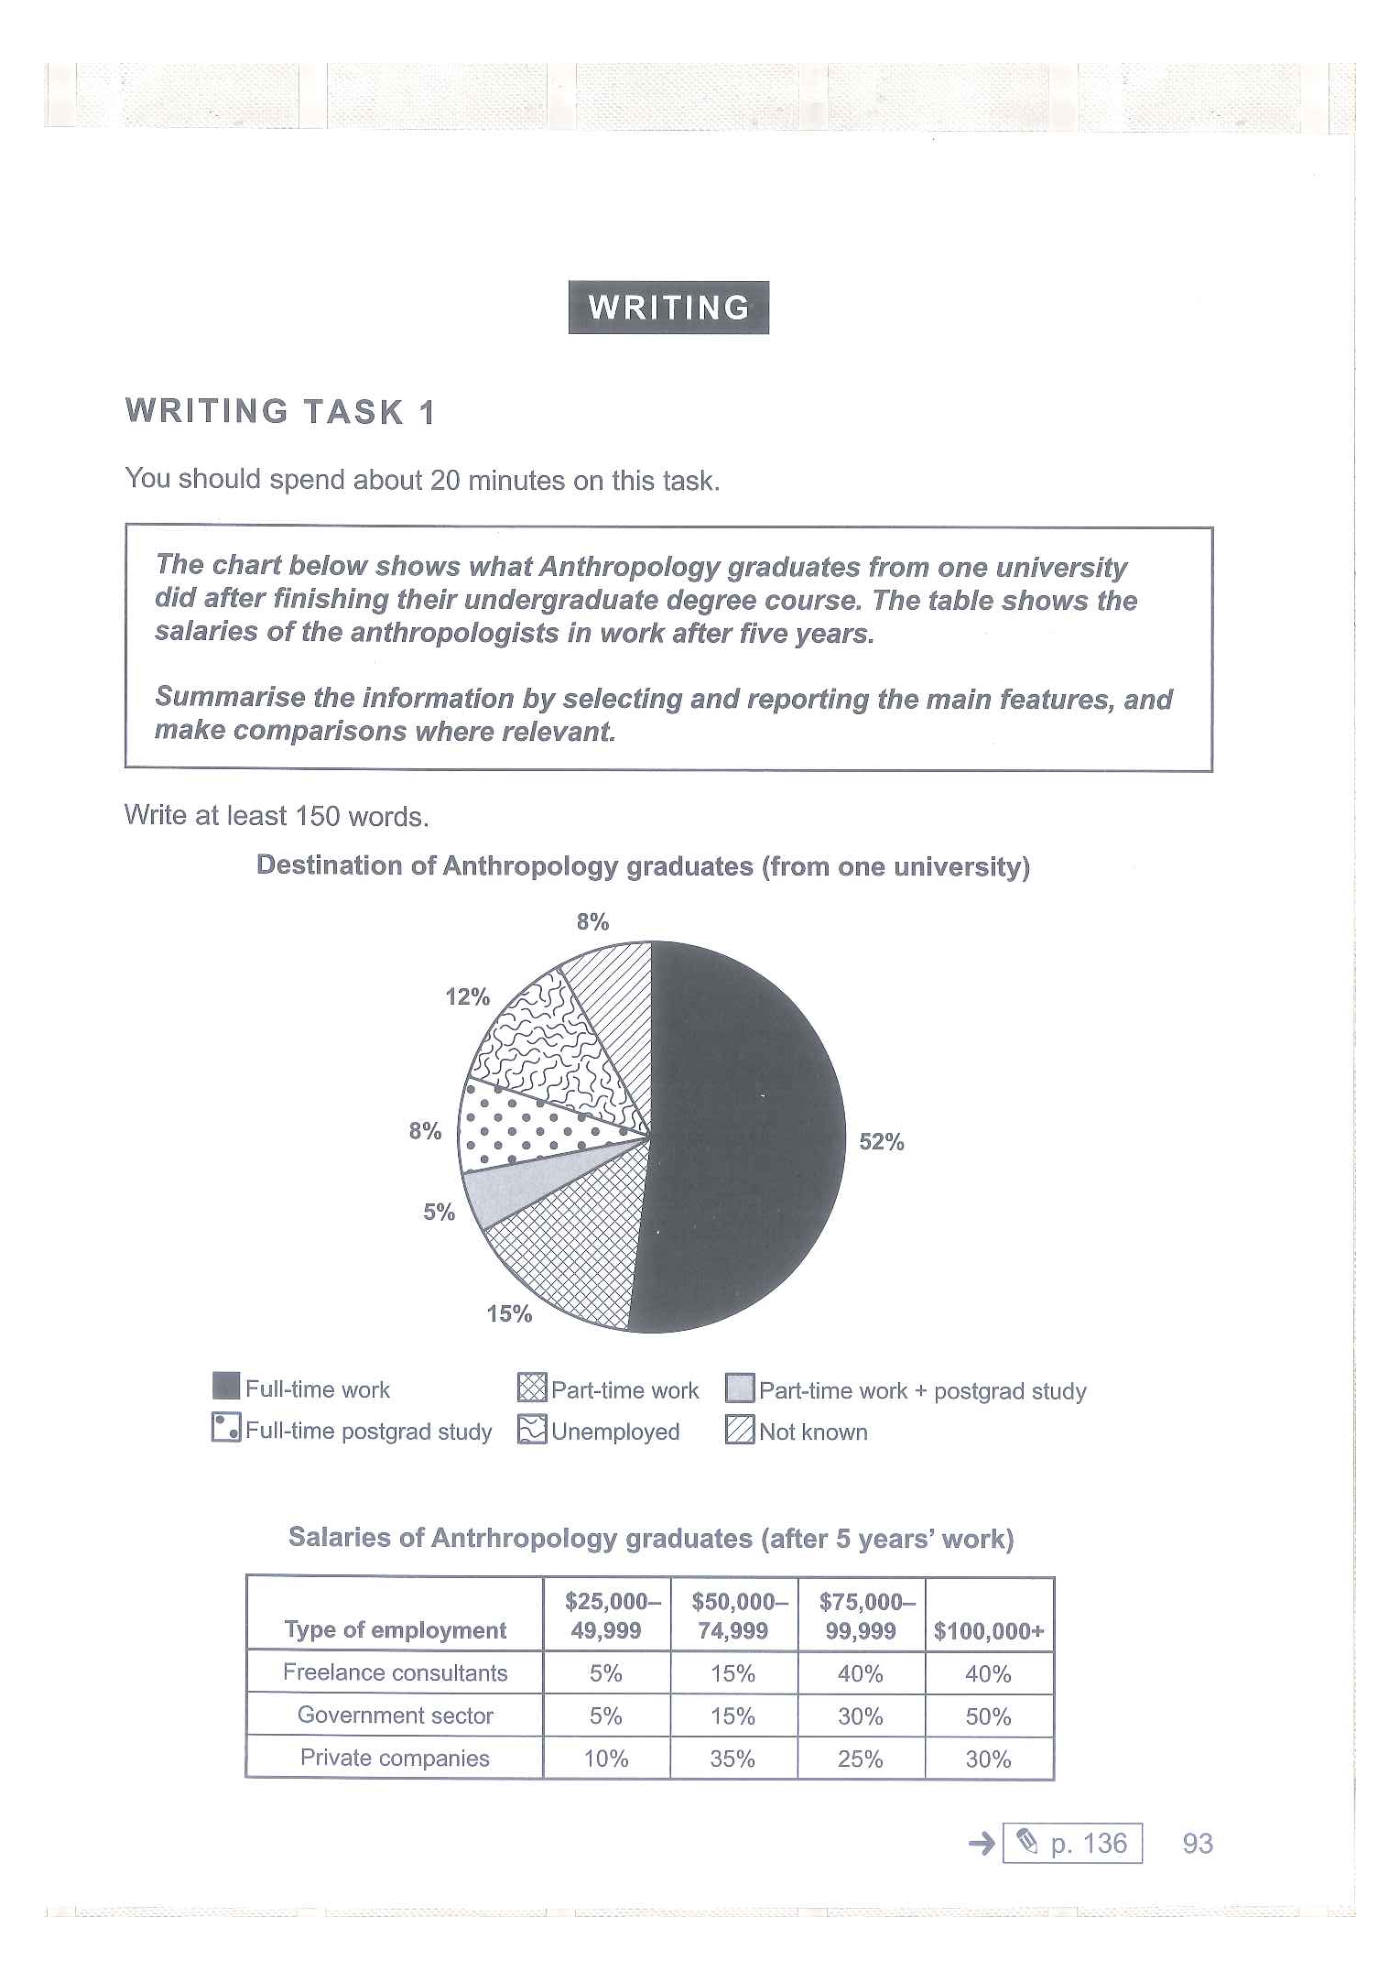 WRITING
WRITING TASK 1
You should spend about 20 minutes on this task.
The chart below shows what Anthropology graduates from one university
did after finishing their undergraduate degree course. The table shows the
salaries of the anthropologists in work after five years.
Summarise the information by selecting and reporting the main features, and
make comparisons where relevant.
Write at least 150 words.
Destination of Anthropology graduates (from one university)
8%
12%
8%
52%
5%
15%
Full-time work Part-time work Part-time work + postgrad study
Full-time postgrad study Unemployed Not known
Salaries of Antrhropology graduates (after 5 years' work)
Type of employment $25,000– 49,999 $50,000– 74,999 $75,000– 99,999 $100,000+
Freelance consultants 5% 15% 40% 40%
Government sector 5% 15% 30% 50%
Private companies 10% 35% 25% 30%
p. 136 93